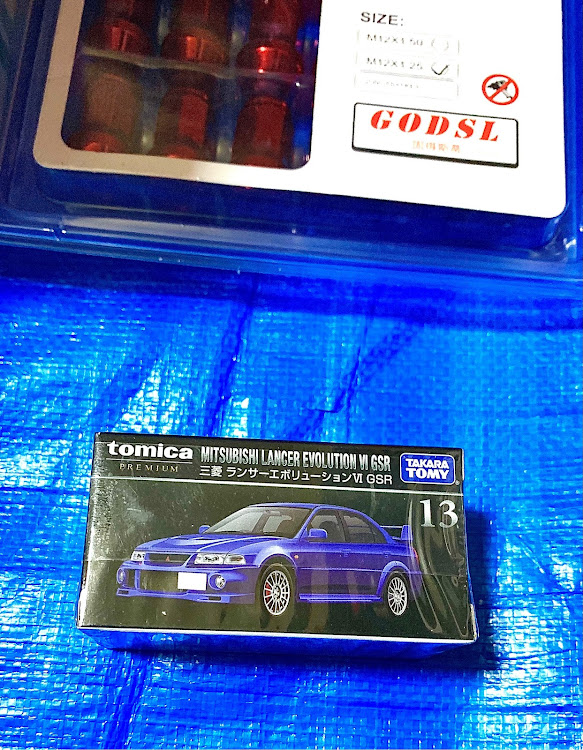 SIZE:
M12X1.50
M12X1.25
GODSL
tomica
PREMIUM
MITSUBISHI LANCER EVOLUTION VI GSR
三菱 ランサーエボリューションVI GSR
TAKARA
TOMY
13